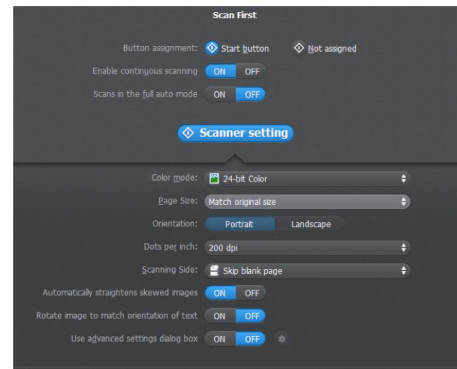 Scan First
Button assignment: Start button Not assigned
Enable continuous scanning ON OFF
Scans in the full auto mode ON OFF
Scanner setting
Color mode: 24-bit Color
Page Size: Match original size
Orientation: Portrait Landscape
Dots per inch: 200 dpi
Scanning Side: Skip blank page
Automatically straightens skewed images ON OFF
Rotate image to match orientation of text ON OFF
Use advanced settings dialog box ON OFF